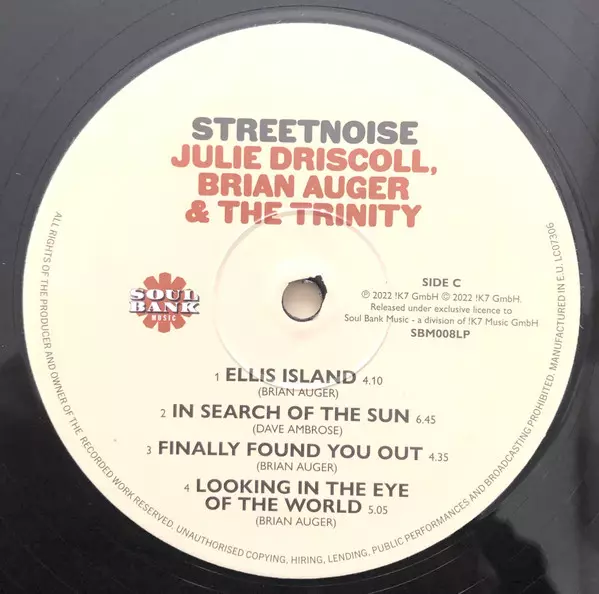 STREETNOISE
JULIE DRISCOLL,
BRIAN AUGER
& THE TRINITY
SOUL
BANK
MUSIC
SIDE C
℗ 2022 !K7 GmbH © 2022 !K7 GmbH.
Released under exclusive licence to
Soul Bank Music - a division of !K7 Music GmbH
SBM008LP
1 ELLIS ISLAND 4.10
(BRIAN AUGER)
2 IN SEARCH OF THE SUN 6.45
(DAVE AMBROSE)
3 FINALLY FOUND YOU OUT 4.35
(BRIAN AUGER)
4 LOOKING IN THE EYE
OF THE WORLD 5.05
(BRIAN AUGER)
ALL RIGHTS OF THE PRODUCER AND OWNER OF THE RECORDED WORK RESERVED. UNAUTHORISED COPYING, HIRING, LENDING, PUBLIC PERFORMANCES AND BROADCASTING PROHIBITED. MANUFACTURED IN E.U. LC07306